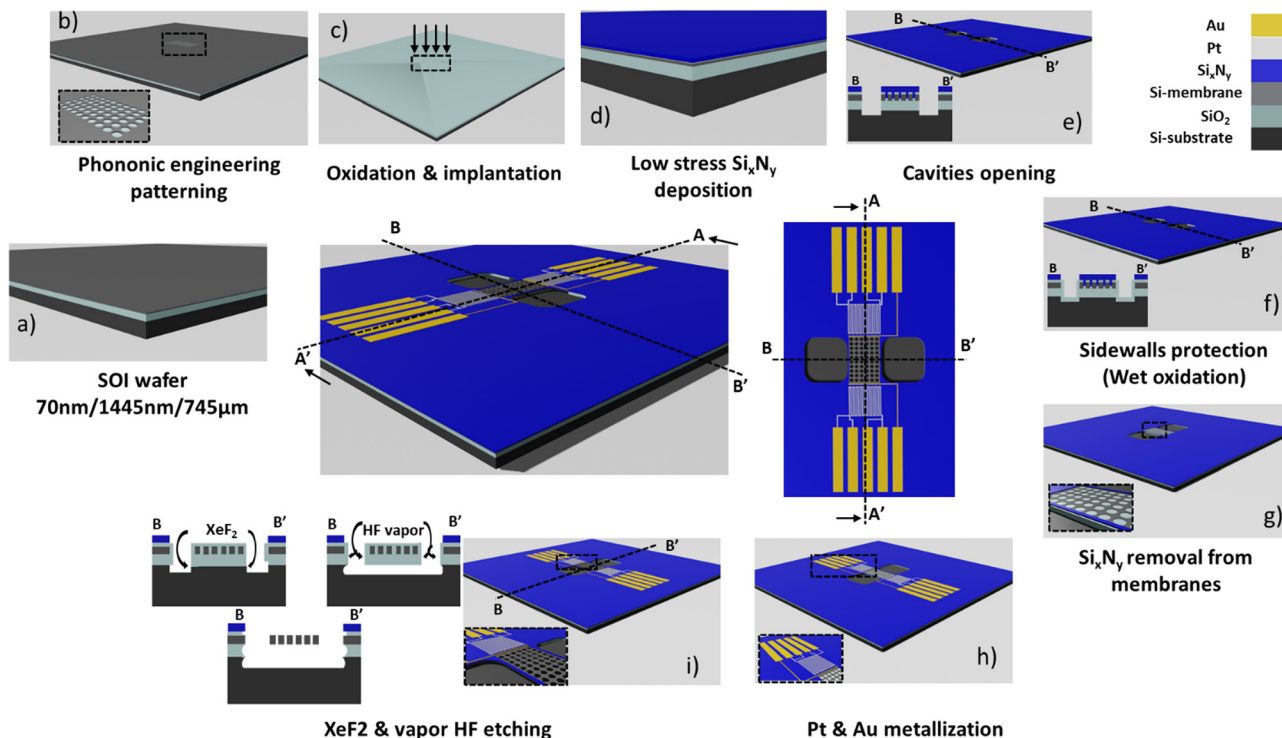 b)
Phononic engineering
patterning
c)
Oxidation & implantation
d)
Low stress SixNy
deposition
B
B'
B
B'
e)
Cavities opening
Au
Pt
SixNy
Si-membrane
SiO2
Si-substrate
a)
SOI wafer
70nm/1445nm/745µm
B
A
A'
B'
A
B
B'
A'
B
B'
B
B'
f)
Sidewalls protection
(Wet oxidation)
g)
SixNy removal from
membranes
B
XeF2
B'
B
HF vapor
B'
B
B'
B'
B
i)
XeF2 & vapor HF etching
h)
Pt & Au metallization